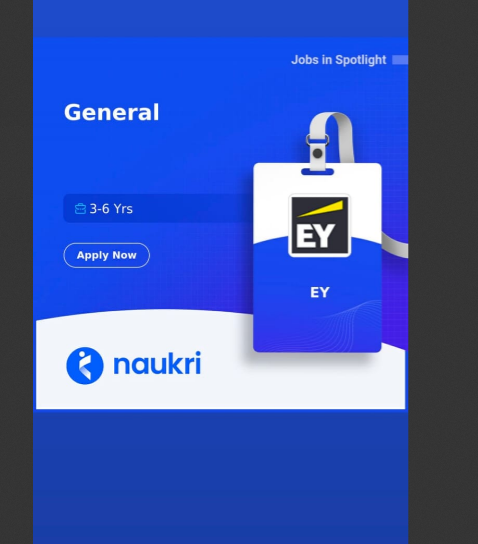 Jobs in Spotlight
General
3-6 Yrs
Apply Now
EY
EY
naukri